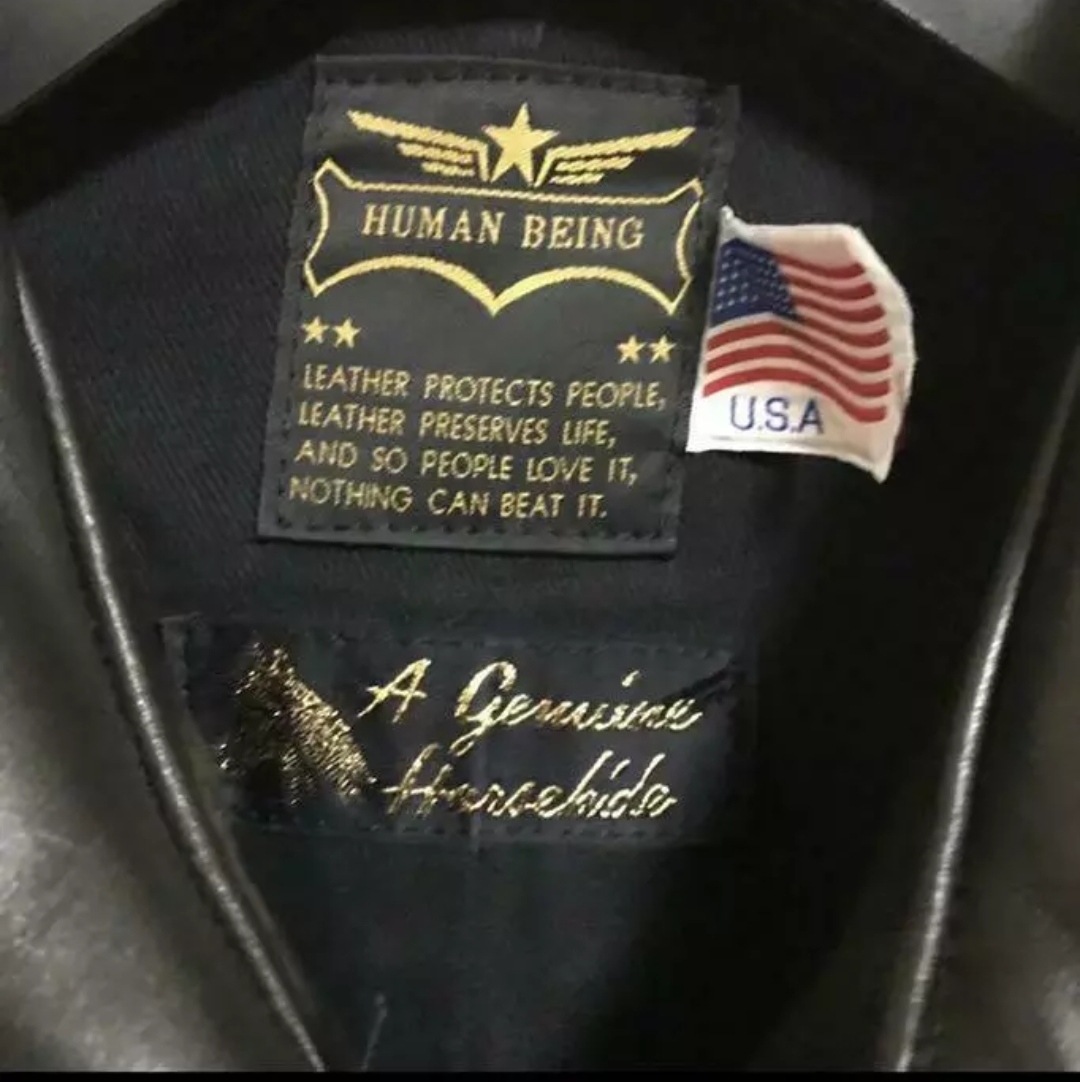 HUMAN BEING
LEATHER PROTECTS PEOPLE,
LEATHER PRESERVES LIFE,
AND SO PEOPLE LOVE IT,
NOTHING CAN BEAT IT.
U.S.A
A Genuine
Horsehide